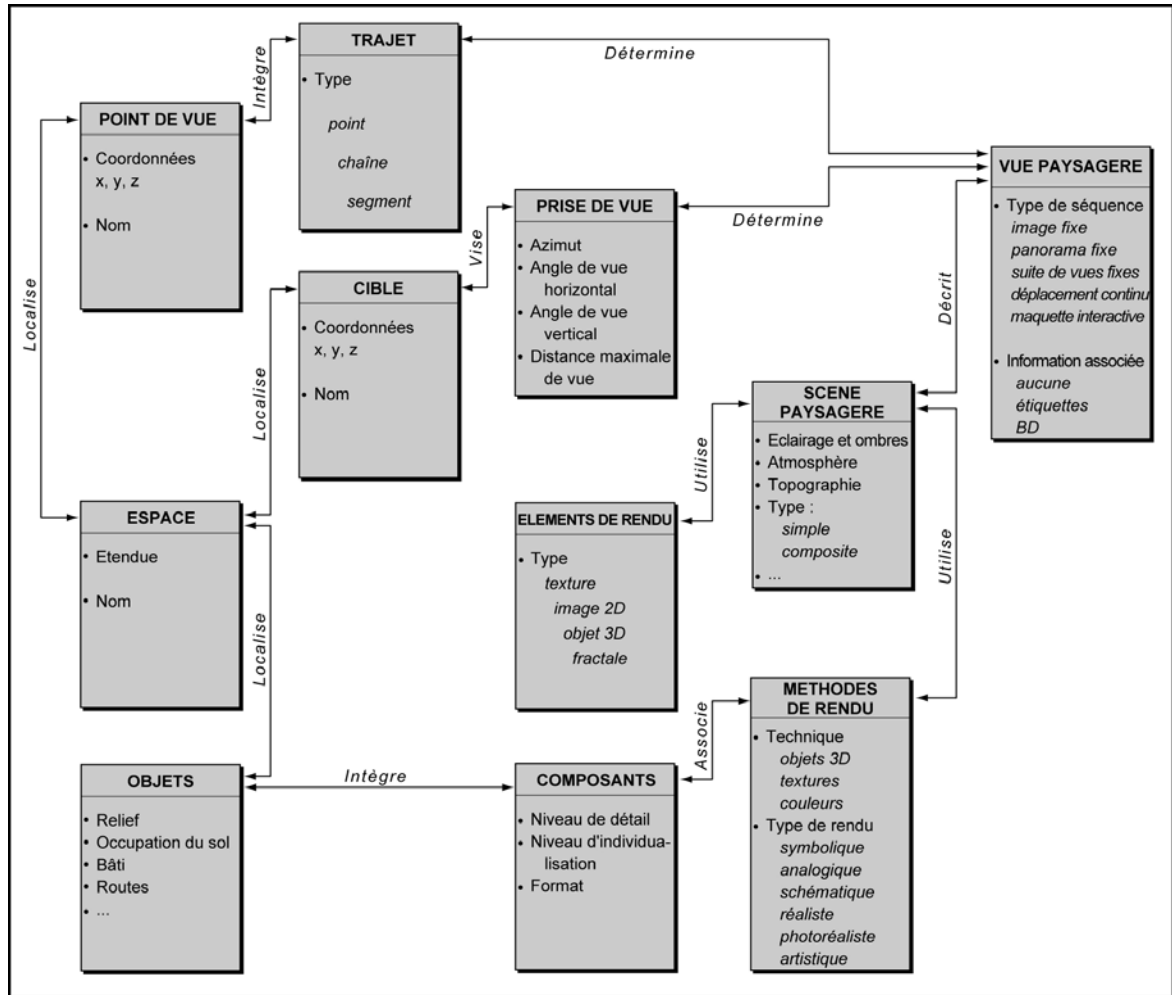 TRAJET
• Type
point
chaîne
segment
Intègre
Détermine
POINT DE VUE
• Coordonnées
x, y, z
• Nom
Localise
VUE PAYSAGERE
• Type de séquence
image fixe
panorama fixe
suite de vues fixes
déplacement continu
maquette interactive
• Information associée
aucune
étiquettes
BD
PRISE DE VUE
• Azimut
• Angle de vue
horizontal
• Angle de vue
vertical
• Distance maximale
de vue
Vise
Détermine
CIBLE
• Coordonnées
x, y, z
• Nom
Localise
Décrit
SCENE
PAYSAGERE
• Eclairage et ombres
• Atmosphère
• Topographie
• Type :
simple
composite
• ...
Utilise
Utilise
ESPACE
• Etendue
• Nom
Localise
ELEMENTS DE RENDU
• Type
texture
image 2D
objet 3D
fractale
METHODES
DE RENDU
• Technique
objets 3D
textures
couleurs
• Type de rendu
symbolique
analogique
schématique
réaliste
photoréaliste
artistique
Associe
OBJETS
• Relief
• Occupation du sol
• Bâti
• Routes
• ...
Intègre
COMPOSANTS
• Niveau de détail
• Niveau d'individua-
lisation
• Format